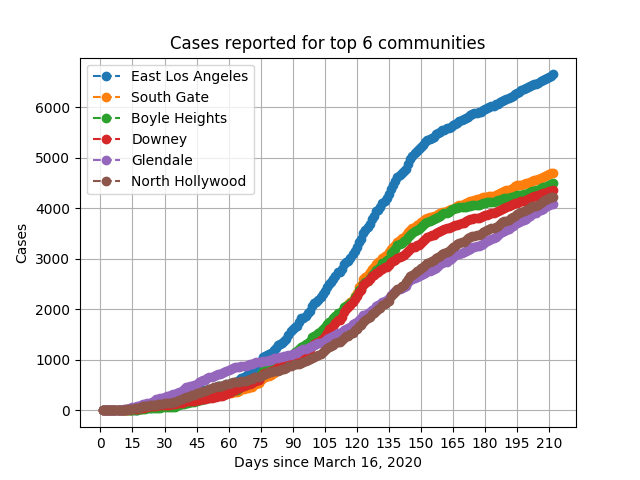 Cases reported for top 6 communities
East Los Angeles
South Gate
Boyle Heights
Downey
Glendale
North Hollywood
Cases
6000
5000
4000
3000
2000
1000
0
0 15 30 45 60 75 90 105 120 135 150 165 180 195 210
Days since March 16, 2020